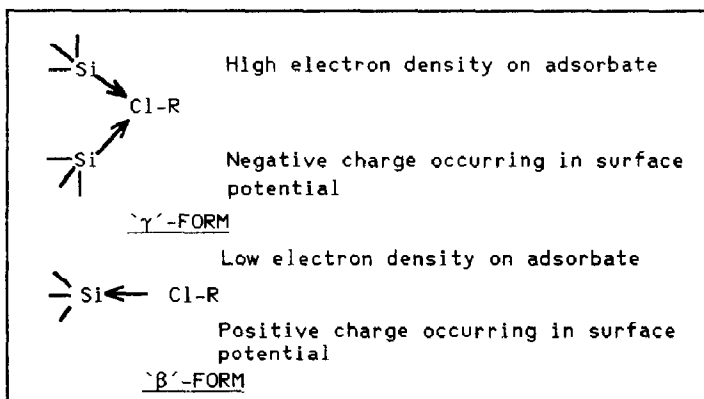 Si
High electron density on adsorbate
Cl-R
Si
Negative charge occurring in surface
potential
`γ´-FORM
Low electron density on adsorbate
Si Cl-R
Positive charge occurring in surface
potential
`β´-FORM